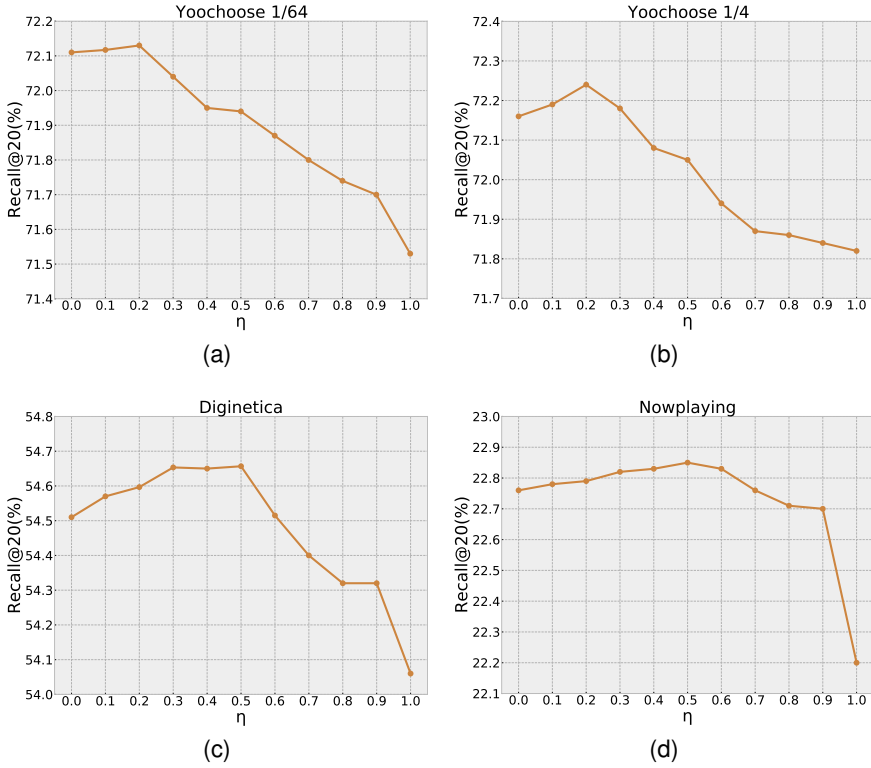 Yoochoose 1/64
Recall@20(%)
72.2
72.1
72.0
71.9
71.8
71.7
71.6
71.5
71.4
0.0 0.1 0.2 0.3 0.4 0.5 0.6 0.7 0.8 0.9 1.0
η
(a)
Yoochoose 1/4
Recall@20(%)
72.4
72.3
72.2
72.1
72.0
71.9
71.8
71.7
0.0 0.1 0.2 0.3 0.4 0.5 0.6 0.7 0.8 0.9 1.0
η
(b)
Diginetica
Recall@20(%)
54.8
54.7
54.6
54.5
54.4
54.3
54.2
54.1
54.0
0.0 0.1 0.2 0.3 0.4 0.5 0.6 0.7 0.8 0.9 1.0
η
(c)
Nowplaying
Recall@20(%)
23.0
22.9
22.8
22.7
22.6
22.5
22.4
22.3
22.2
22.1
0.0 0.1 0.2 0.3 0.4 0.5 0.6 0.7 0.8 0.9 1.0
η
(d)